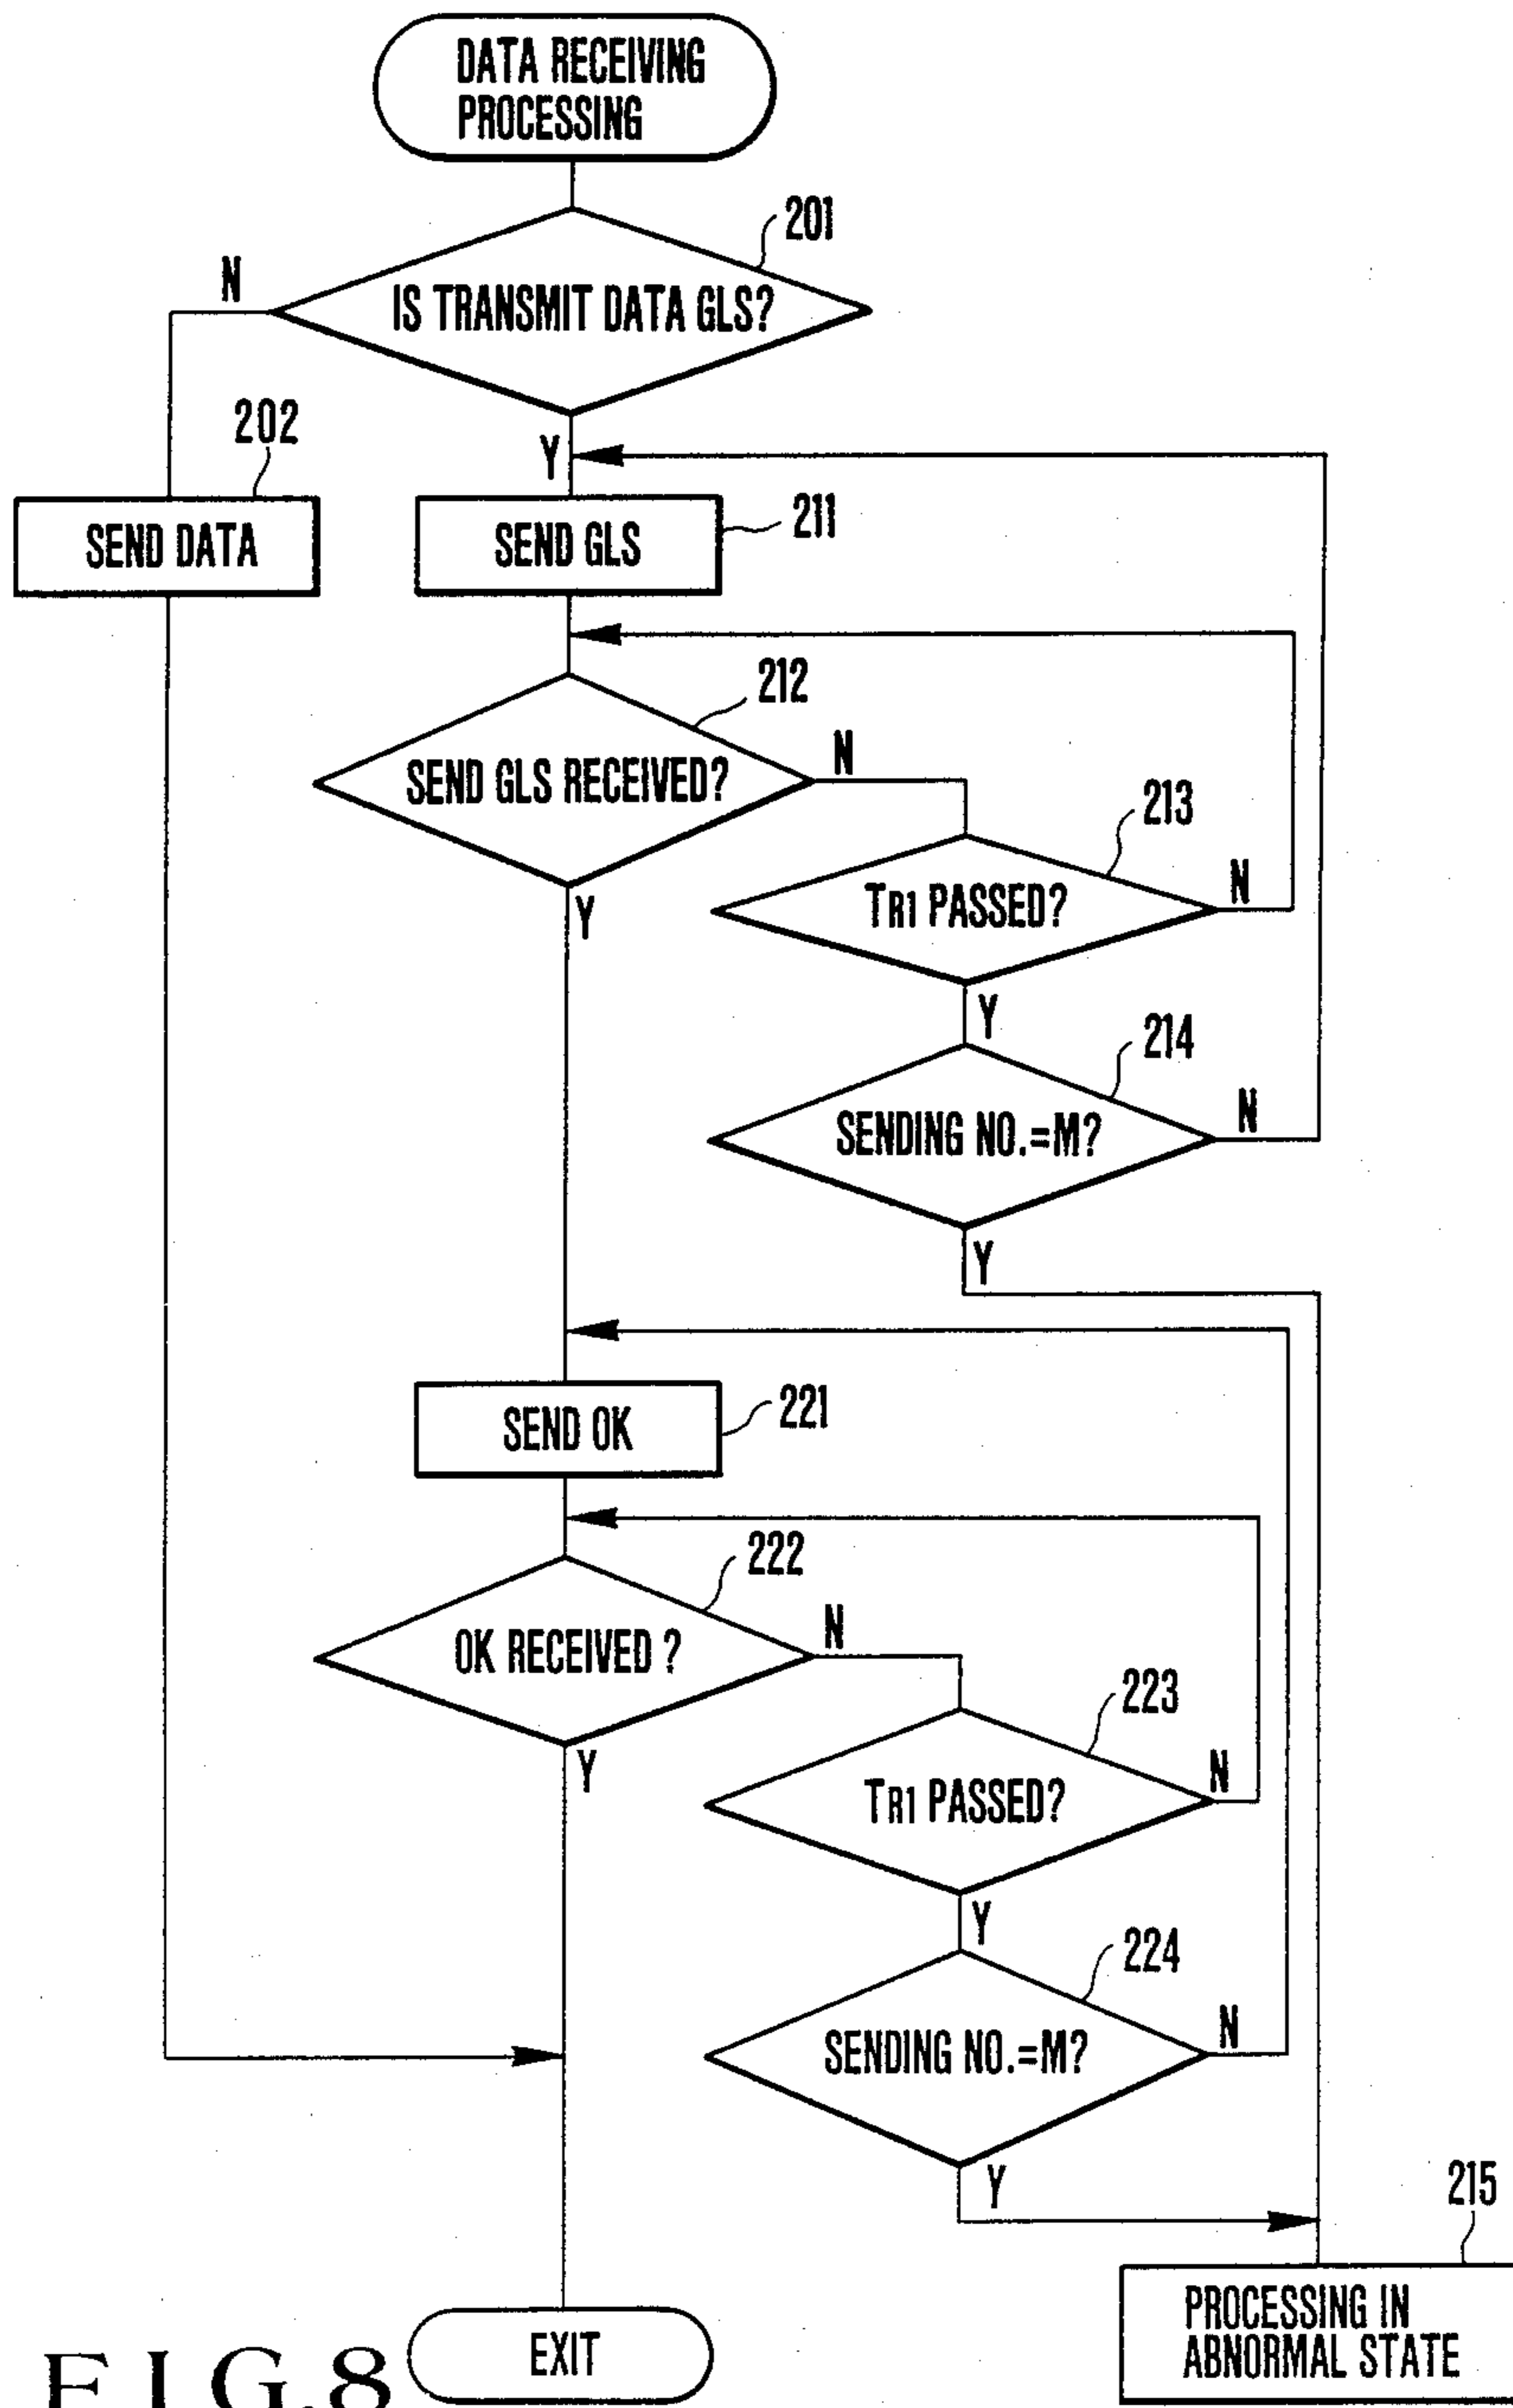 DATA RECEIVING
PROCESSING
201
N
IS TRANSMIT DATA GLS?
202
Y
SEND DATA
SEND GLS
211
212
SEND GLS RECEIVED?
N
213
TR1 PASSED?
N
Y
Y
214
SENDING NO.=M?
N
Y
SEND OK
221
222
OK RECEIVED ?
N
223
TR1 PASSED?
N
Y
Y
224
SENDING NO.=M?
N
Y
215
PROCESSING IN
ABNORMAL STATE
EXIT
FIG.8